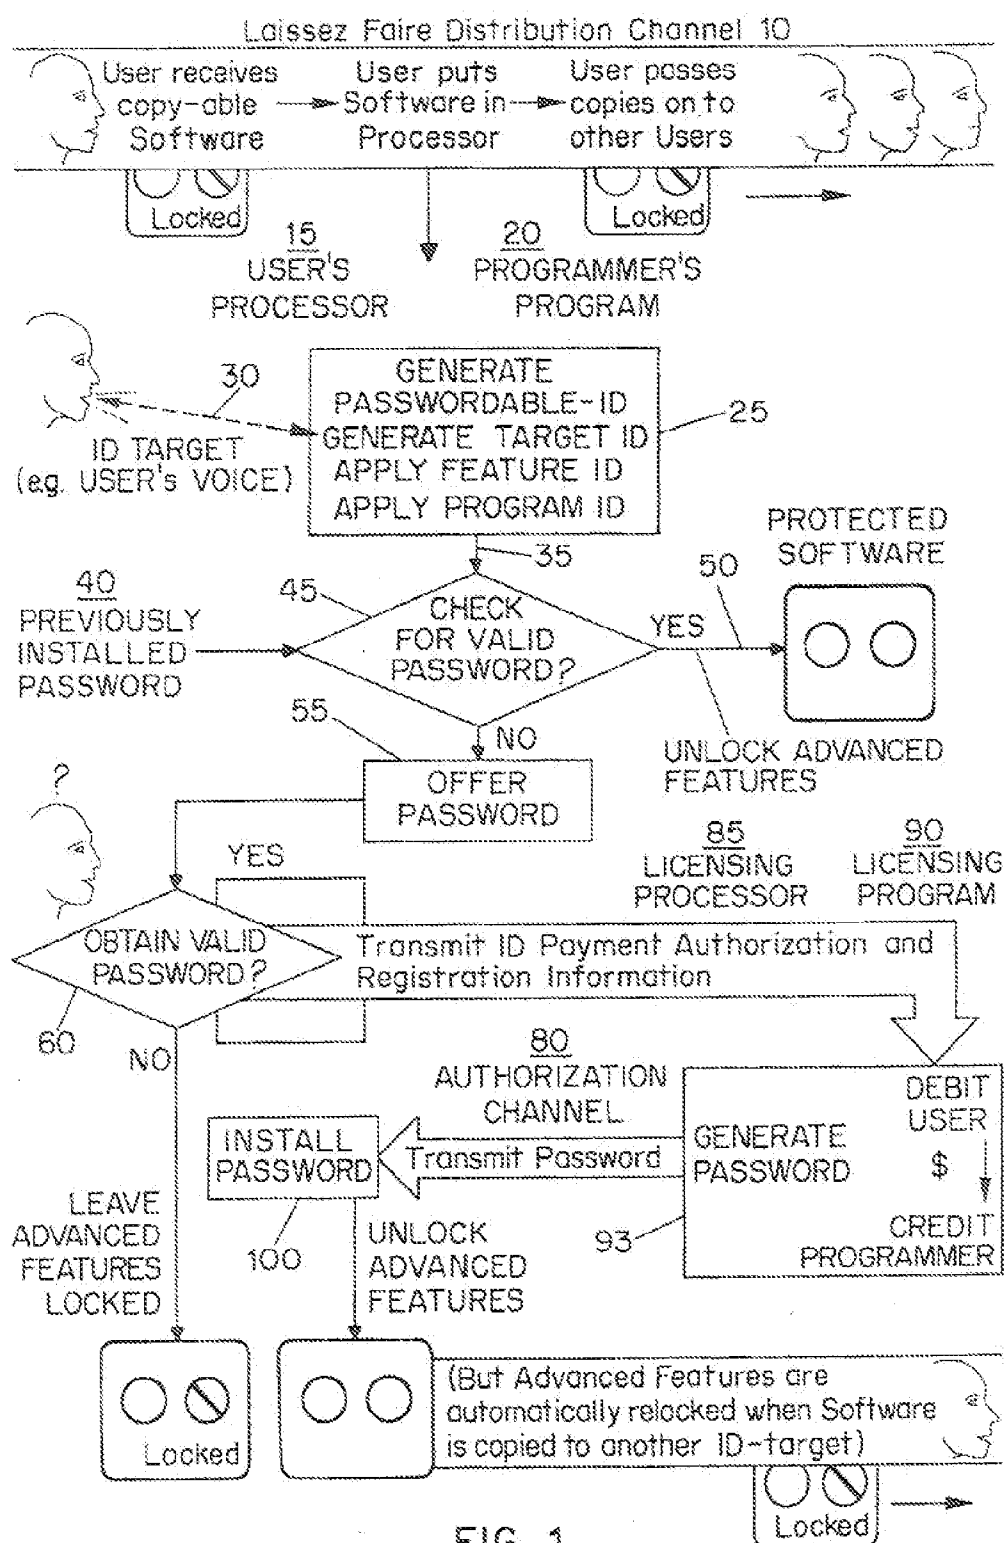 Laissez Faire Distribution Channel 10
User receives
copy-able
Software
User puts
Software in
Processor
User passes
copies on to
other Users
Locked
Locked
15
USER'S
PROCESSOR
20
PROGRAMMER'S
PROGRAM
30
ID TARGET
(e.g. USER's VOICE)
GENERATE
PASSWORDABLE-ID
GENERATE TARGET ID
APPLY FEATURE ID
APPLY PROGRAM ID
25
35
40
PREVIOUSLY
INSTALLED
PASSWORD
45
CHECK
FOR VALID
PASSWORD?
YES
50
PROTECTED
SOFTWARE
UNLOCK ADVANCED
FEATURES
NO
55
OFFER
PASSWORD
?
YES
85
LICENSING
PROCESSOR
90
LICENSING
PROGRAM
OBTAIN VALID
PASSWORD?
60
NO
Transmit ID Payment Authorization and
Registration Information
80
AUTHORIZATION
CHANNEL
DEBIT
USER
$
CREDIT
PROGRAMMER
GENERATE
PASSWORD
93
Transmit Password
INSTALL
PASSWORD
100
LEAVE
ADVANCED
FEATURES
LOCKED
UNLOCK
ADVANCED
FEATURES
Locked
(But Advanced Features are
automatically relocked when Software
is copied to another ID-target)
Locked
FIG. 1